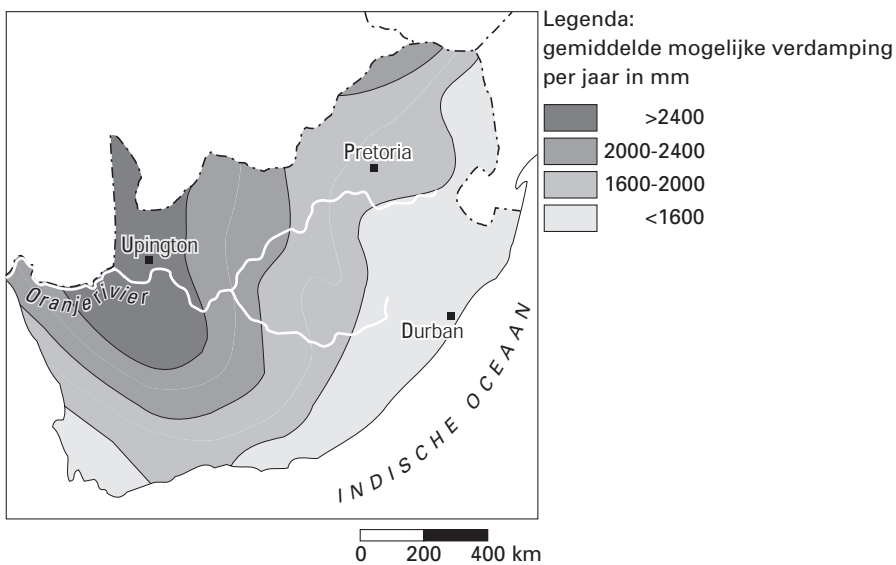 Legenda:
gemiddelde mogelijke verdamping
per jaar in mm
>2400
2000-2400
1600-2000
<1600
Pretoria
Upington
Oranjerivier
Durban
INDISCHE OCEAAN
0 200 400 km